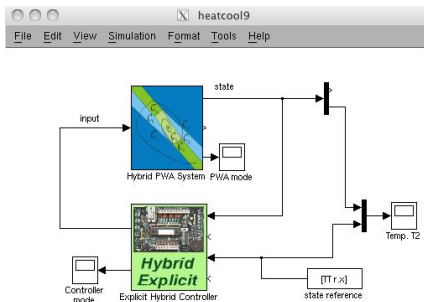 heatcool9
File Edit View Simulation Format Tools Help
state
input
Hybrid PWA System
PWA mode
Temp. T2
Hybrid
Explicit
[TT r.x]
state reference
Controller
mode
Explicit Hybrid Controller